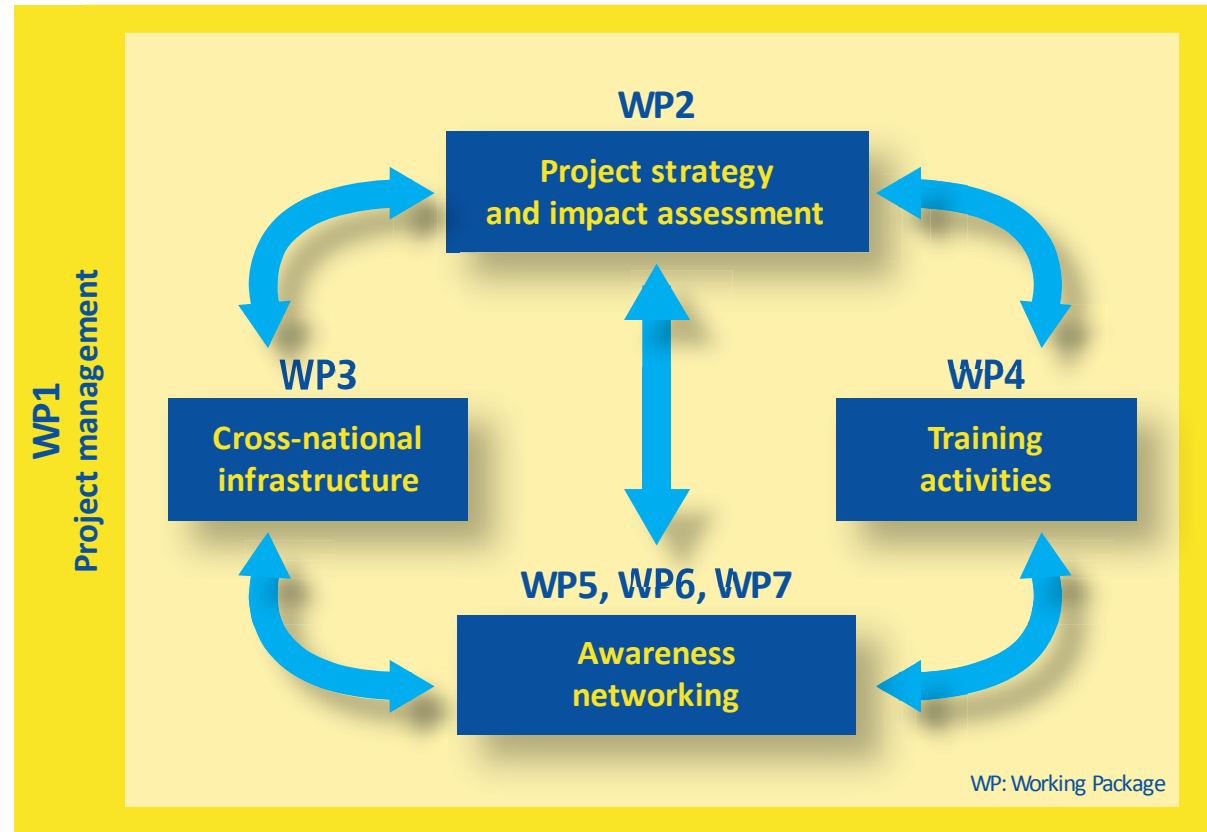 WP1
Project management
WP2
Project strategy
and impact assessment
WP3
Cross-national
infrastructure
WP4
Training
activities
WP5, WP6, WP7
Awareness
networking
WP: Working Package